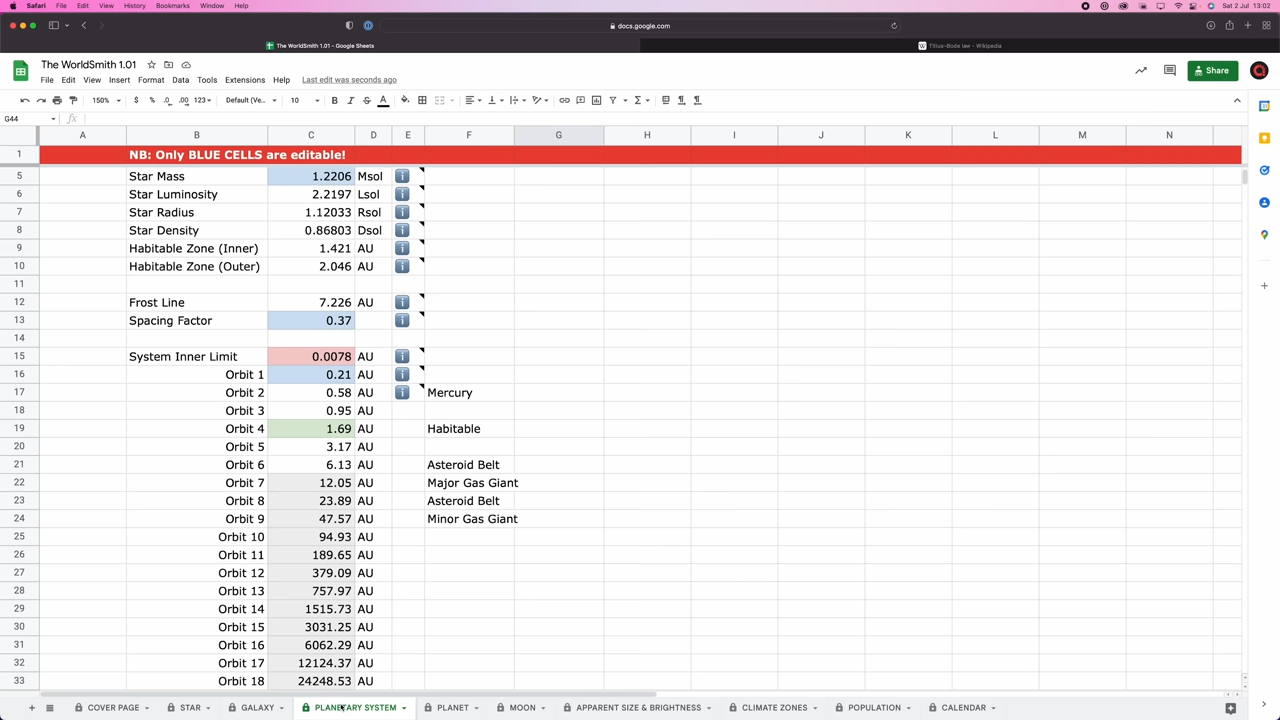 Safari File Edit View History Bookmarks Window Help Sat 2 Jul 13:02
docs.google.com
The WorldSmith 1.01 - Google Sheets Titius–Bode law - Wikipedia
The WorldSmith 1.01
Share
File Edit View Insert Format Data Tools Extensions Help Last edit was seconds ago
150% $ % .0 .00 123 Default (Ve... 10 B I S A
G44 fx
A B C D E F G H I J K L M N
1 NB: Only BLUE CELLS are editable!
5 Star Mass 1.2206 Msol
6 Star Luminosity 2.2197 Lsol
7 Star Radius 1.12033 Rsol
8 Star Density 0.86803 Dsol
9 Habitable Zone (Inner) 1.421 AU
10 Habitable Zone (Outer) 2.046 AU
11
12 Frost Line 7.226 AU
13 Spacing Factor 0.37
14
15 System Inner Limit 0.0078 AU
16 Orbit 1 0.21 AU
17 Orbit 2 0.58 AU Mercury
18 Orbit 3 0.95 AU
19 Orbit 4 1.69 AU Habitable
20 Orbit 5 3.17 AU
21 Orbit 6 6.13 AU Asteroid Belt
22 Orbit 7 12.05 AU Major Gas Giant
23 Orbit 8 23.89 AU Asteroid Belt
24 Orbit 9 47.57 AU Minor Gas Giant
25 Orbit 10 94.93 AU
26 Orbit 11 189.65 AU
27 Orbit 12 379.09 AU
28 Orbit 13 757.97 AU
29 Orbit 14 1515.73 AU
30 Orbit 15 3031.25 AU
31 Orbit 16 6062.29 AU
32 Orbit 17 12124.37 AU
33 Orbit 18 24248.53 AU
COVER PAGE STAR GALAXY PLANETARY SYSTEM PLANET MOON APPARENT SIZE & BRIGHTNESS CLIMATE ZONES POPULATION CALENDAR